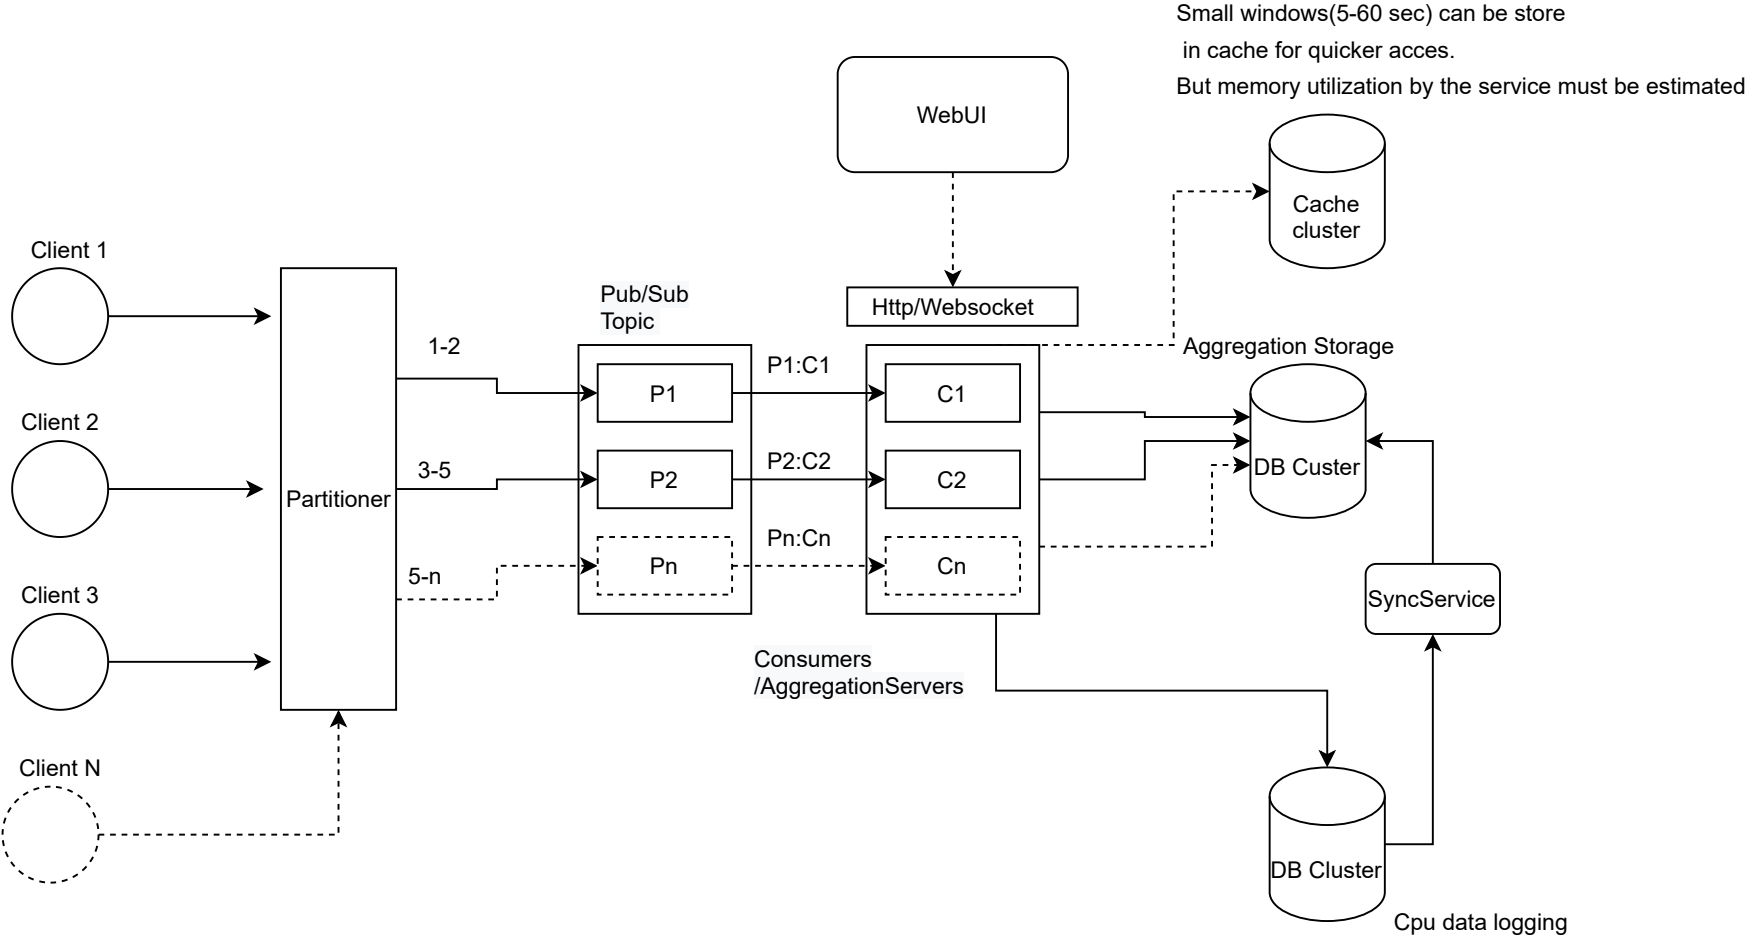 Small windows(5-60 sec) can be store
in cache for quicker acces.
But memory utilization by the service must be estimated
WebUI
Cache
cluster
Client 1
Pub/Sub
Topic
Http/Websocket
1-2
P1:C1
Aggregation Storage
P1
C1
Client 2
3-5
P2:C2
DB Custer
P2
C2
Partitioner
Pn:Cn
5-n
Pn
Cn
Client 3
SyncService
Consumers
/AggregationServers
Client N
DB Cluster
Cpu data logging